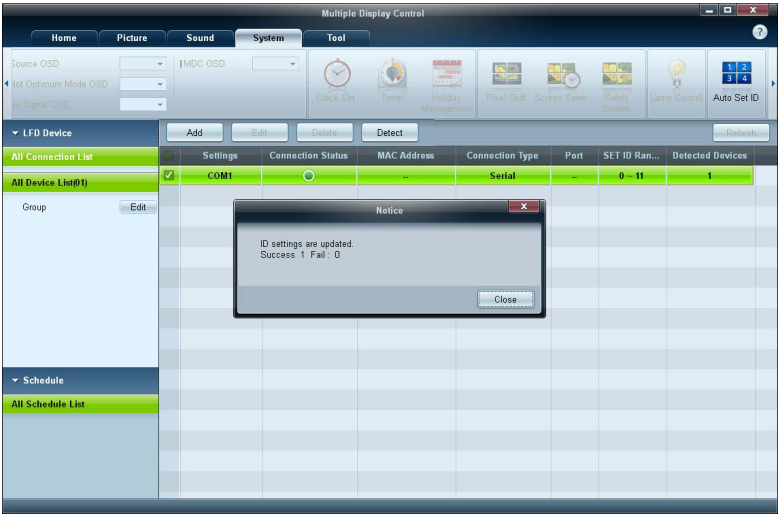 Multiple Display Control
Home Picture Sound System Tool ?
Source OSD MDC OSD
Not Optimum Mode OSD
No Signal OSD
Clock Set Timer Holiday Management Pixel Shift Screen Saver Safety Screen Lamp Control Auto Set ID
1 2
3 4
LFD Device Add Edit Delete Detect Refresh
All Connection List Settings Connection Status MAC Address Connection Type Port SET ID Ran... Detected Devices
COM1 -- Serial -- 0 ~ 11 1
All Device List(01)
Group Edit
Notice
ID settings are updated.
Success 1 Fail : 0
Close
Schedule
All Schedule List